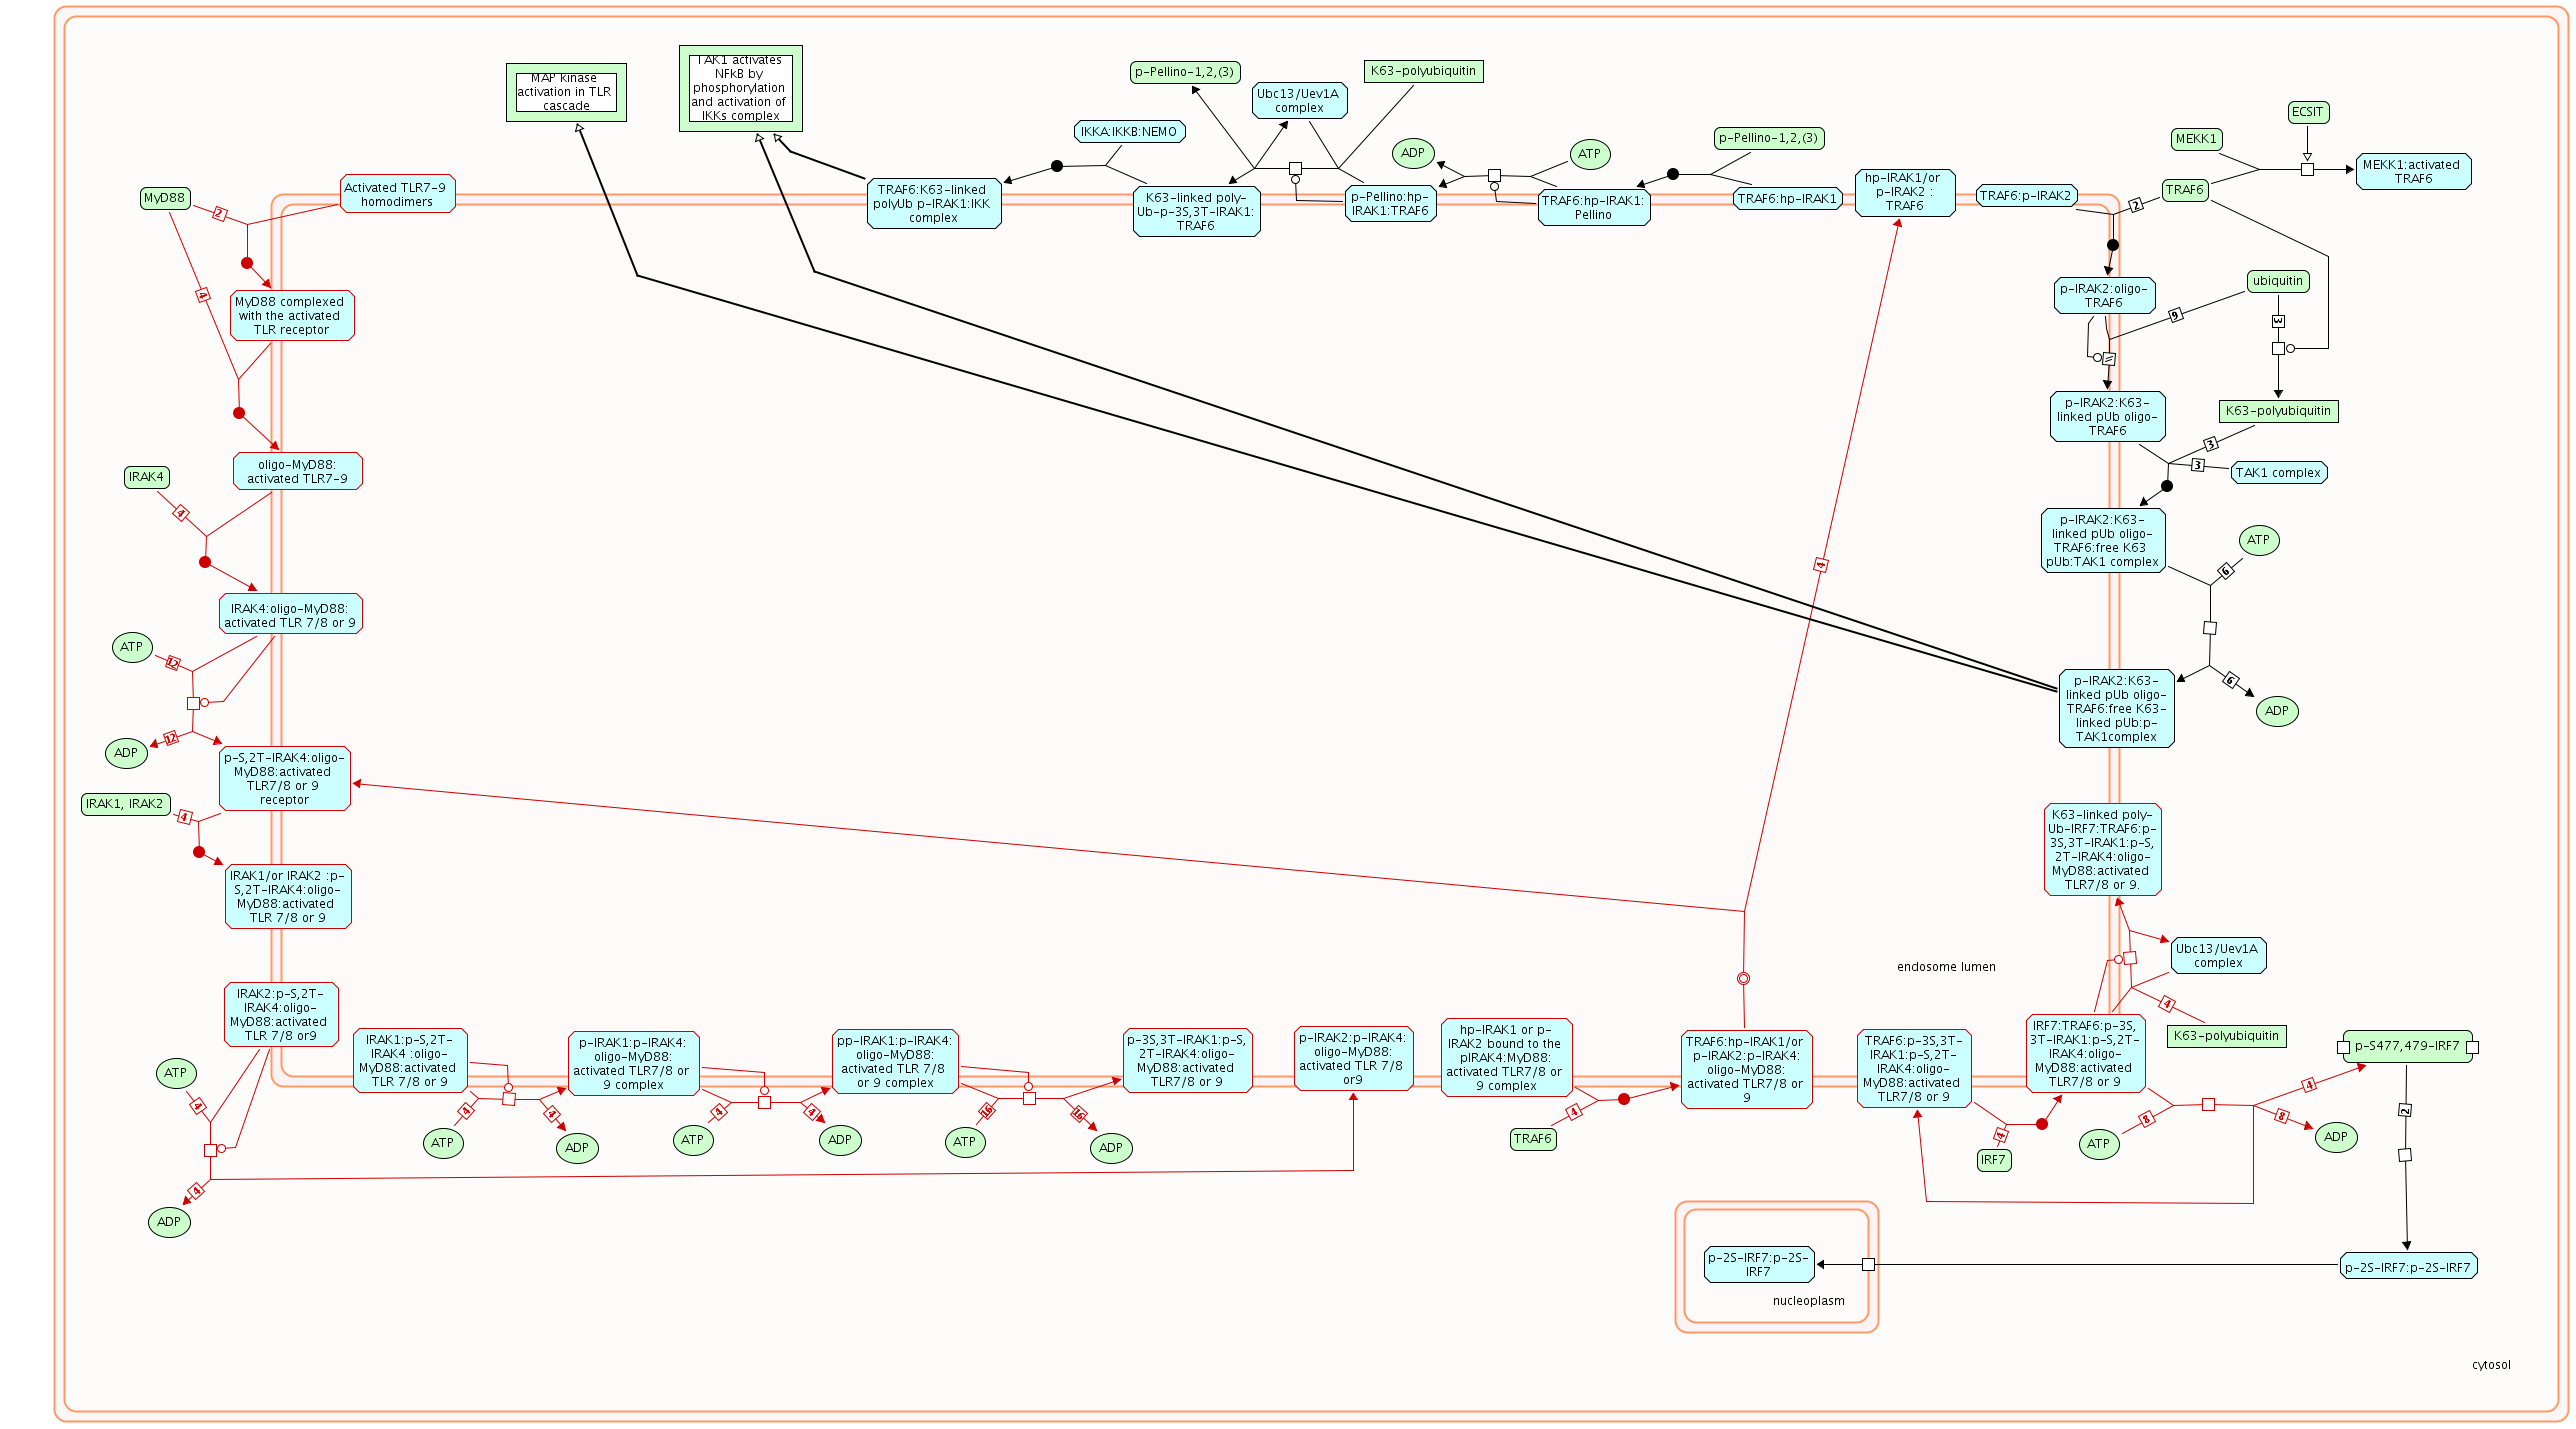 MAP kinase
activation in TLR
cascade
TAK1 activates
NFkB by
phosphorylation
and activation of
IKKs complex
p-Pellino-1,2,(3)
Ubc13/Uev1A
complex
K63-polyubiquitin
IKKA:IKKB:NEMO
ADP
ATP
p-Pellino-1,2,(3)
ECSIT
MEKK1
MEKK1:activated
TRAF6
TRAF6
MyD88
2
Activated TLR7-9
homodimers
TRAF6:K63-linked
polyUb p-IRAK1:IKK
complex
K63-linked poly-
Ub-p-3S,3T-IRAK1:
TRAF6
p-Pellino:hp-
IRAK1:TRAF6
TRAF6:hp-IRAK1:
Pellino
TRAF6:hp-IRAK1
hp-IRAK1/or
p-IRAK2 :
TRAF6
TRAF6:p-IRAK2
2
4
MyD88 complexed
with the activated
TLR receptor
p-IRAK2:oligo-
TRAF6
ubiquitin
9
3
p-IRAK2:K63-
linked pUb oligo-
TRAF6
K63-polyubiquitin
3
3
TAK1 complex
oligo-MyD88:
activated TLR7-9
IRAK4
4
p-IRAK2:K63-
linked pUb oligo-
TRAF6:free K63
pUb:TAK1 complex
ATP
6
4
IRAK4:oligo-MyD88:
activated TLR 7/8 or 9
ATP
12
12
ADP
p-IRAK2:K63-
linked pUb oligo-
TRAF6:free K63-
linked pUb:p-
TAK1complex
6
ADP
p-S,2T-IRAK4:oligo-
MyD88:activated
TLR7/8 or 9
receptor
IRAK1, IRAK2
4
IRAK1/or IRAK2 :p-
S,2T-IRAK4:oligo-
MyD88:activated
TLR 7/8 or 9
K63-linked poly-
Ub-IRF7:TRAF6:p-
3S,3T-IRAK1:p-S,
2T-IRAK4:oligo-
MyD88:activated
TLR7/8 or 9.
Ubc13/Uev1A
complex
endosome lumen
4
K63-polyubiquitin
IRAK2:p-S,2T-
IRAK4:oligo-
MyD88:activated
TLR 7/8 or9
IRAK1:p-S,2T-
IRAK4 :oligo-
MyD88:activated
TLR 7/8 or 9
p-IRAK1:p-IRAK4:
oligo-MyD88:
activated TLR7/8 or
9 complex
pp-IRAK1:p-IRAK4:
oligo-MyD88:
activated TLR 7/8
or 9 complex
p-3S,3T-IRAK1:p-S,
2T-IRAK4:oligo-
MyD88:activated
TLR7/8 or 9
p-IRAK2:p-IRAK4:
oligo-MyD88:
activated TLR 7/8
or9
hp-IRAK1 or p-
IRAK2 bound to the
pIRAK4:MyD88:
activated TLR7/8 or
9 complex
TRAF6:hp-IRAK1/or
p-IRAK2:p-IRAK4:
oligo-MyD88:
activated TLR7/8 or
9
TRAF6:p-3S,3T-
IRAK1:p-S,2T-
IRAK4:oligo-
MyD88:activated
TLR7/8 or 9
IRF7:TRAF6:p-3S,
3T-IRAK1:p-S,2T-
IRAK4:oligo-
MyD88:activated
TLR7/8 or 9
p-S477,479-IRF7
ATP
4
4
ADP
ATP
4
4
ADP
ATP
4
4
ADP
ATP
16
16
ADP
TRAF6
4
IRF7
4
ATP
8
4
8
ADP
2
p-2S-IRF7:p-2S-
IRF7
nucleoplasm
p-2S-IRF7:p-2S-IRF7
cytosol